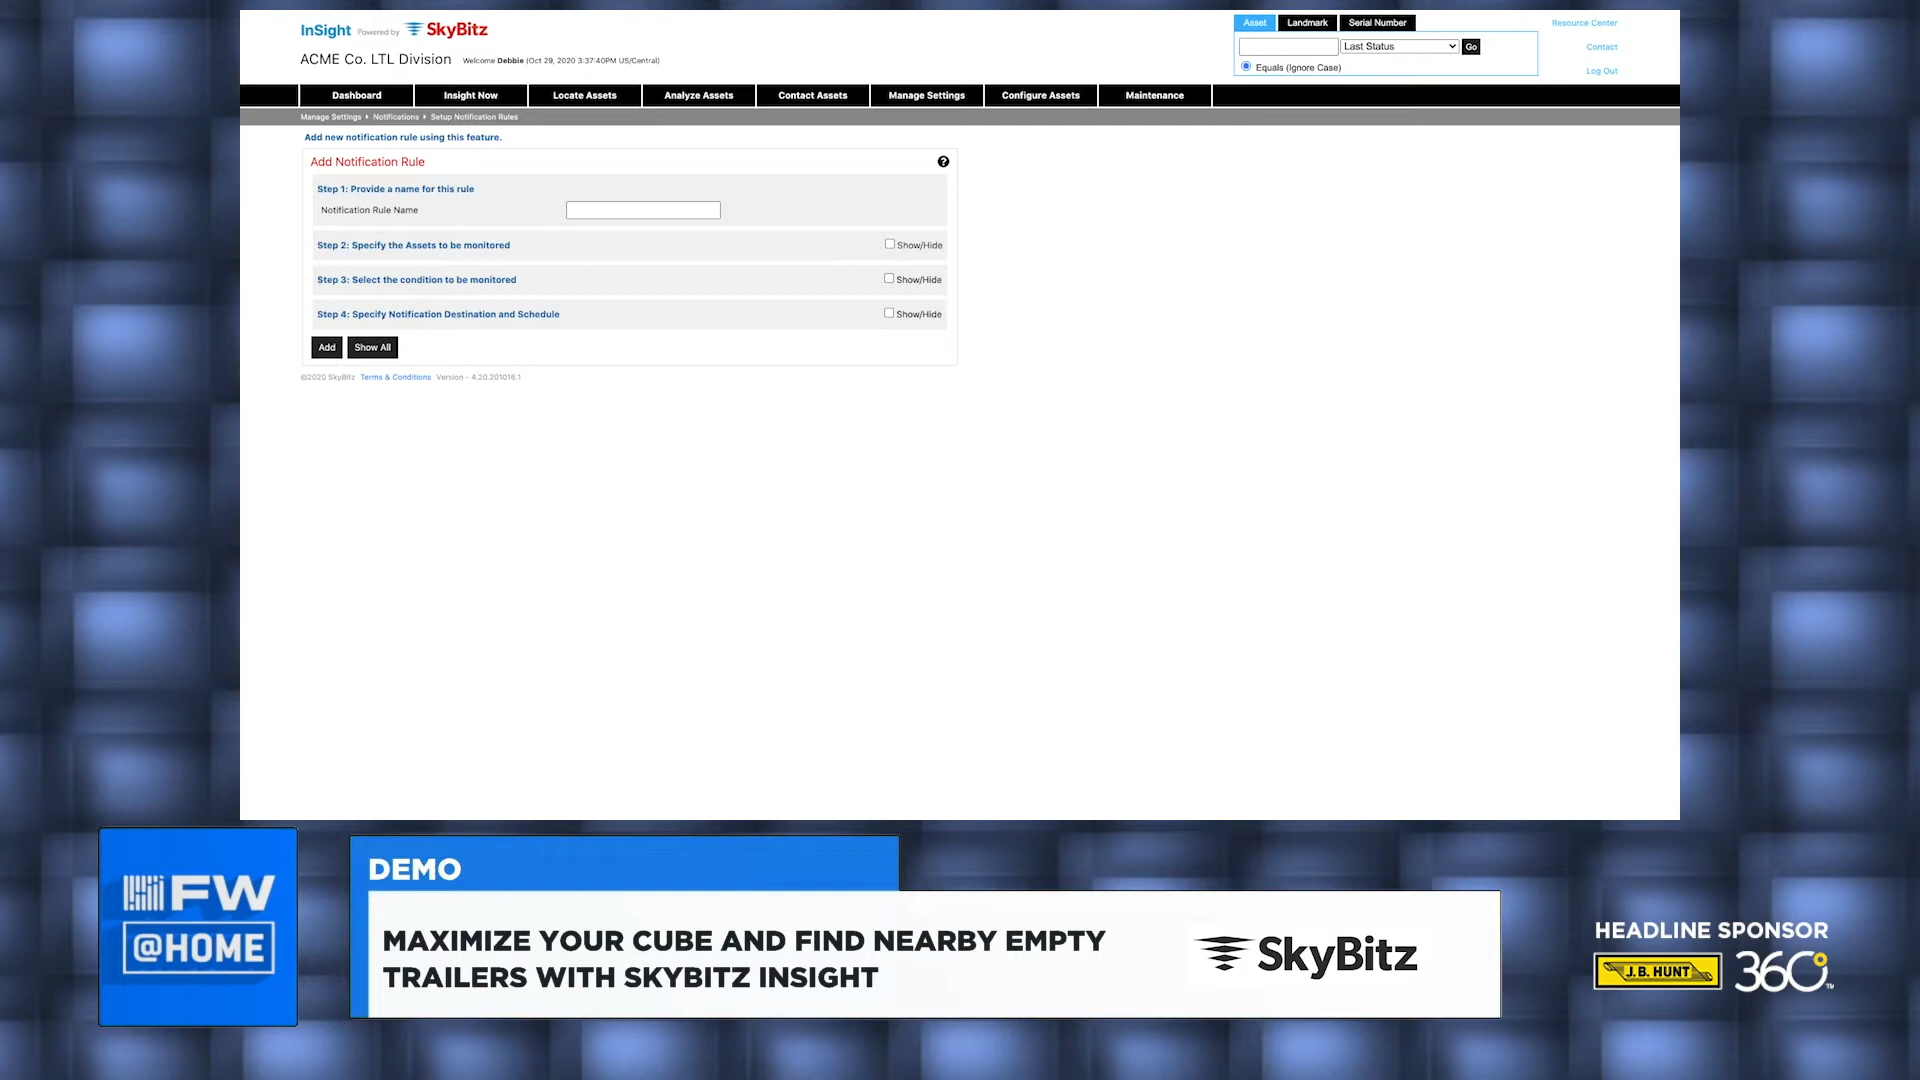 InSight Powered by SkyBitz
ACME Co. LTL Division Welcome Debbie (Oct 29, 2020 3:37:40PM US/Central)
Asset Landmark Serial Number
Last Status Go
Equals (Ignore Case)
Resource Center
Contact
Log Out
Dashboard Insight Now Locate Assets Analyze Assets Contact Assets Manage Settings Configure Assets Maintenance
Manage Settings Notifications Setup Notification Rules
Add new notification rule using this feature.
Add Notification Rule ?
Step 1: Provide a name for this rule
Notification Rule Name
Step 2: Specify the Assets to be monitored Show/Hide
Step 3: Select the condition to be monitored Show/Hide
Step 4: Specify Notification Destination and Schedule Show/Hide
Add Show All
©2020 SkyBitz Terms & Conditions Version - 4.20.201016.1
FW
@HOME
DEMO
MAXIMIZE YOUR CUBE AND FIND NEARBY EMPTY
TRAILERS WITH SKYBITZ INSIGHT
SkyBitz
HEADLINE SPONSOR
J.B. HUNT 360°™